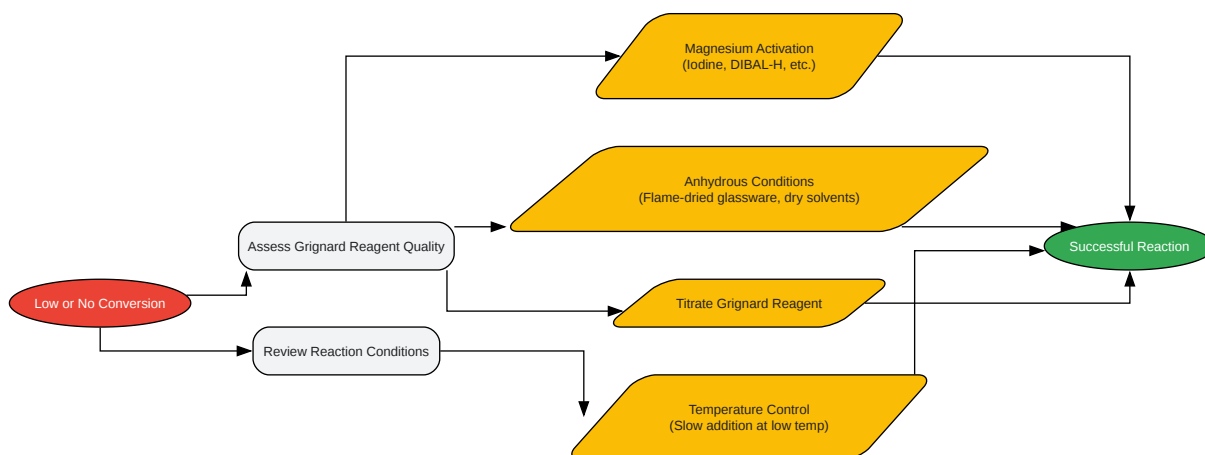 Magnesium Activation
(Iodine, DIBAL-H, etc.)
Anhydrous Conditions
(Flame-dried glassware, dry solvents)
Assess Grignard Reagent Quality
Successful Reaction
Low or No Conversion
Titrate Grignard Reagent
Review Reaction Conditions
Temperature Control
(Slow addition at low temp)